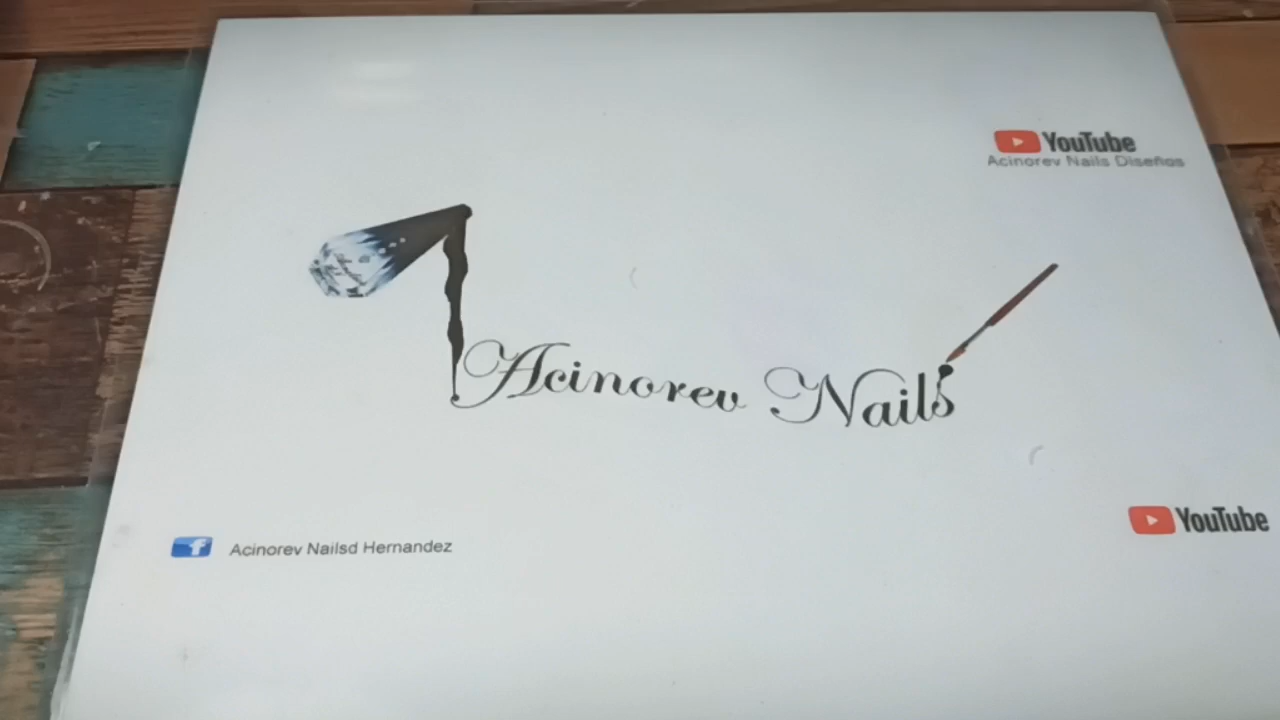 YouTube
Acinorev Nails Diseños
Acinorev Nails
Acinorev Nailsd Hernandez
YouTube